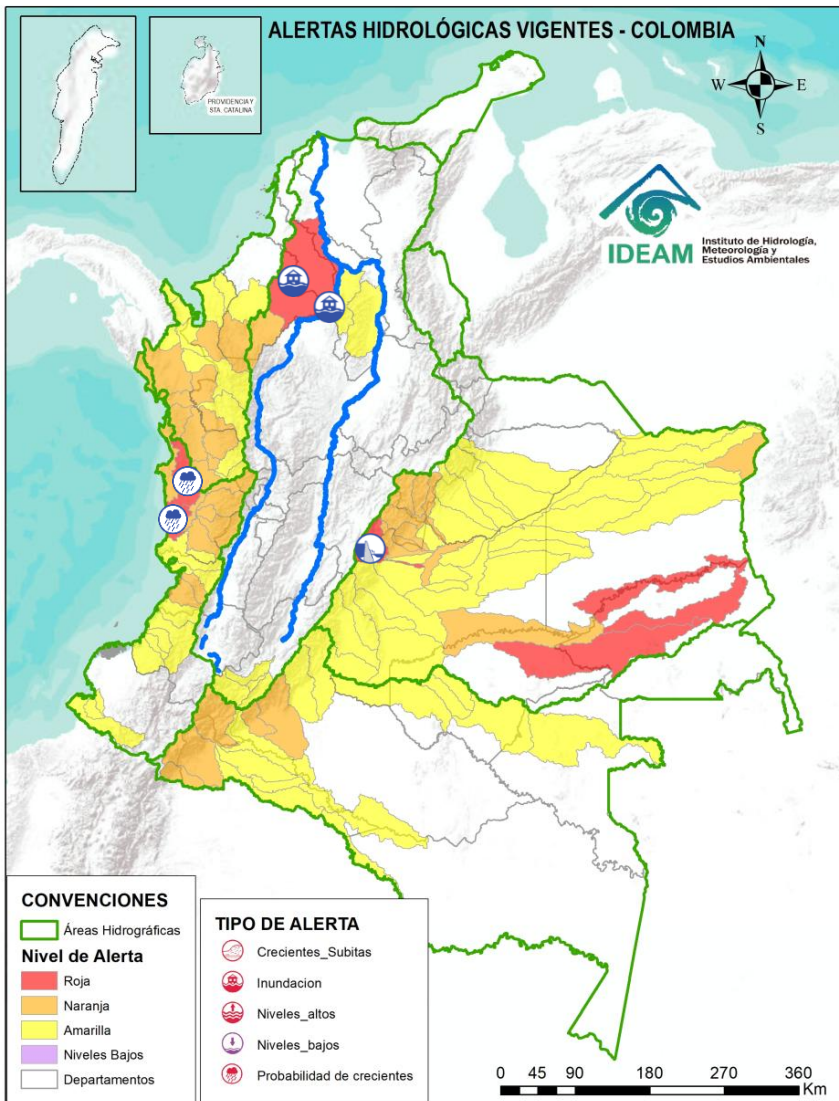 ALERTAS HIDROLÓGICAS VIGENTES - COLOMBIA
PROVIDENCIA Y
STA. CATALINA
N
W E
S
IDEAM
Instituto de Hidrología,
Meteorología y
Estudios Ambientales
CONVENCIONES
Áreas Hidrográficas
Nivel de Alerta
Roja
Naranja
Amarilla
Niveles Bajos
Departamentos
TIPO DE ALERTA
Crecientes_Subitas
Inundacion
Niveles_altos
Niveles_bajos
Probabilidad de crecientes
0 45 90 180 270 360
Km